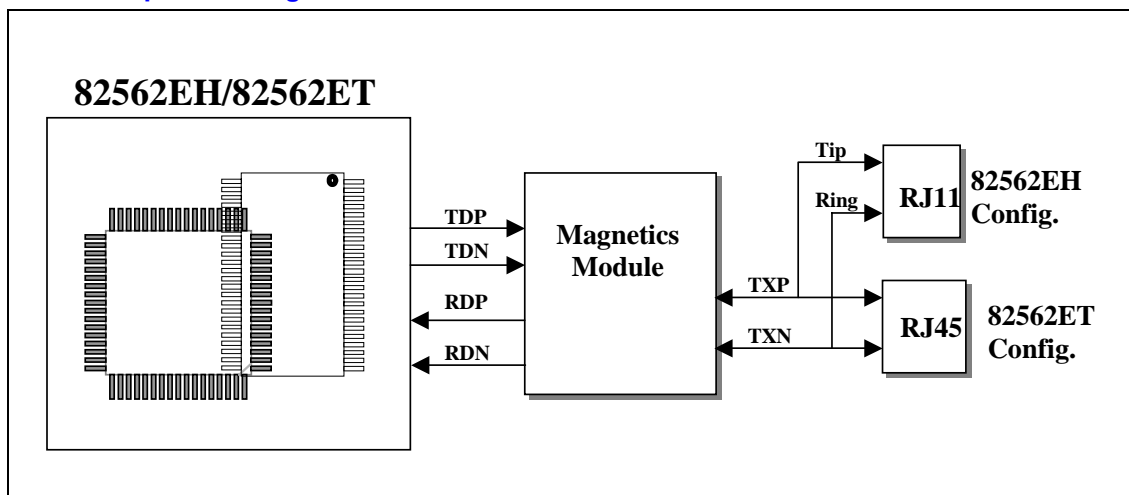 82562EH/82562ET
TDP
TDN
RDP
RDN
Magnetics
Module
TXP
TXN
Tip
Ring
RJ11
82562EH
Config.
RJ45
82562ET
Config.